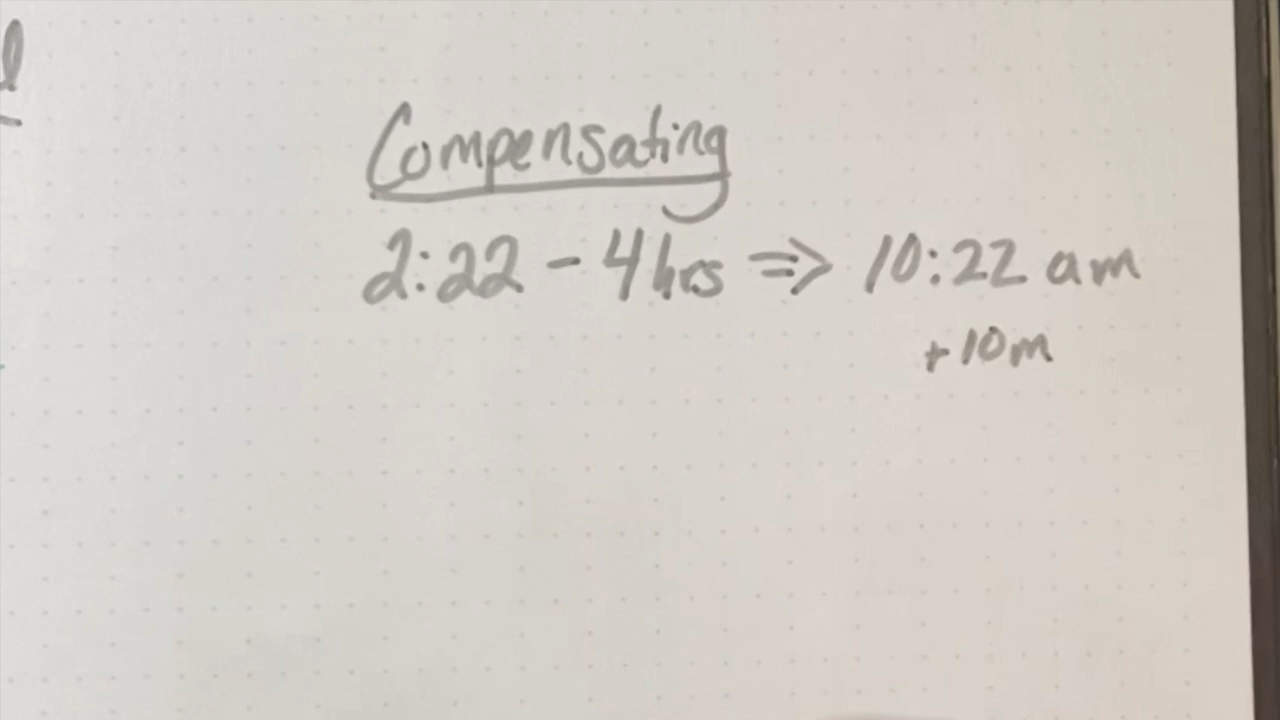 Compensating
2:22 - 4hrs ⇒ 10:22 am
+ 10m